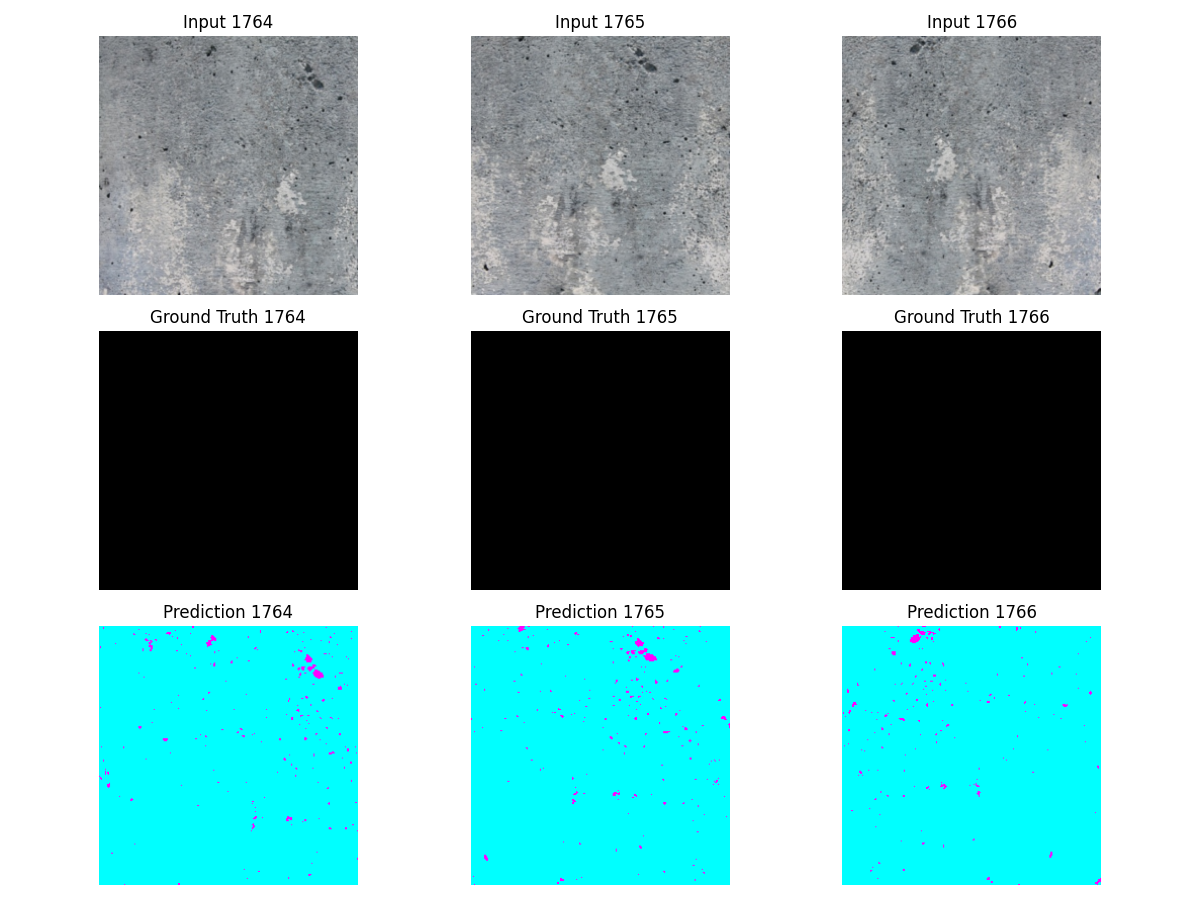 Input 1764
Input 1765
Input 1766
Ground Truth 1764
Ground Truth 1765
Ground Truth 1766
Prediction 1764
Prediction 1765
Prediction 1766